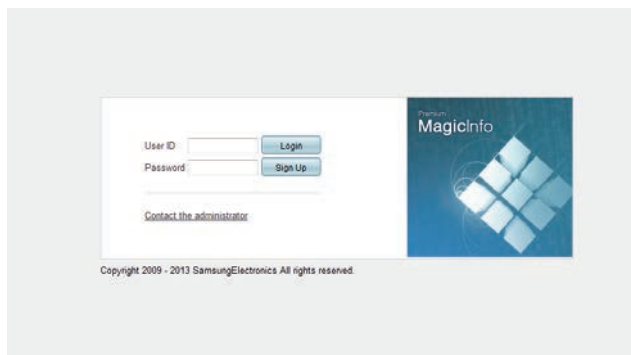 Premium
MagicInfo
User ID
Login
Password
Sign Up
Contact the administrator
Copyright 2009 - 2013 SamsungElectronics All rights reserved.